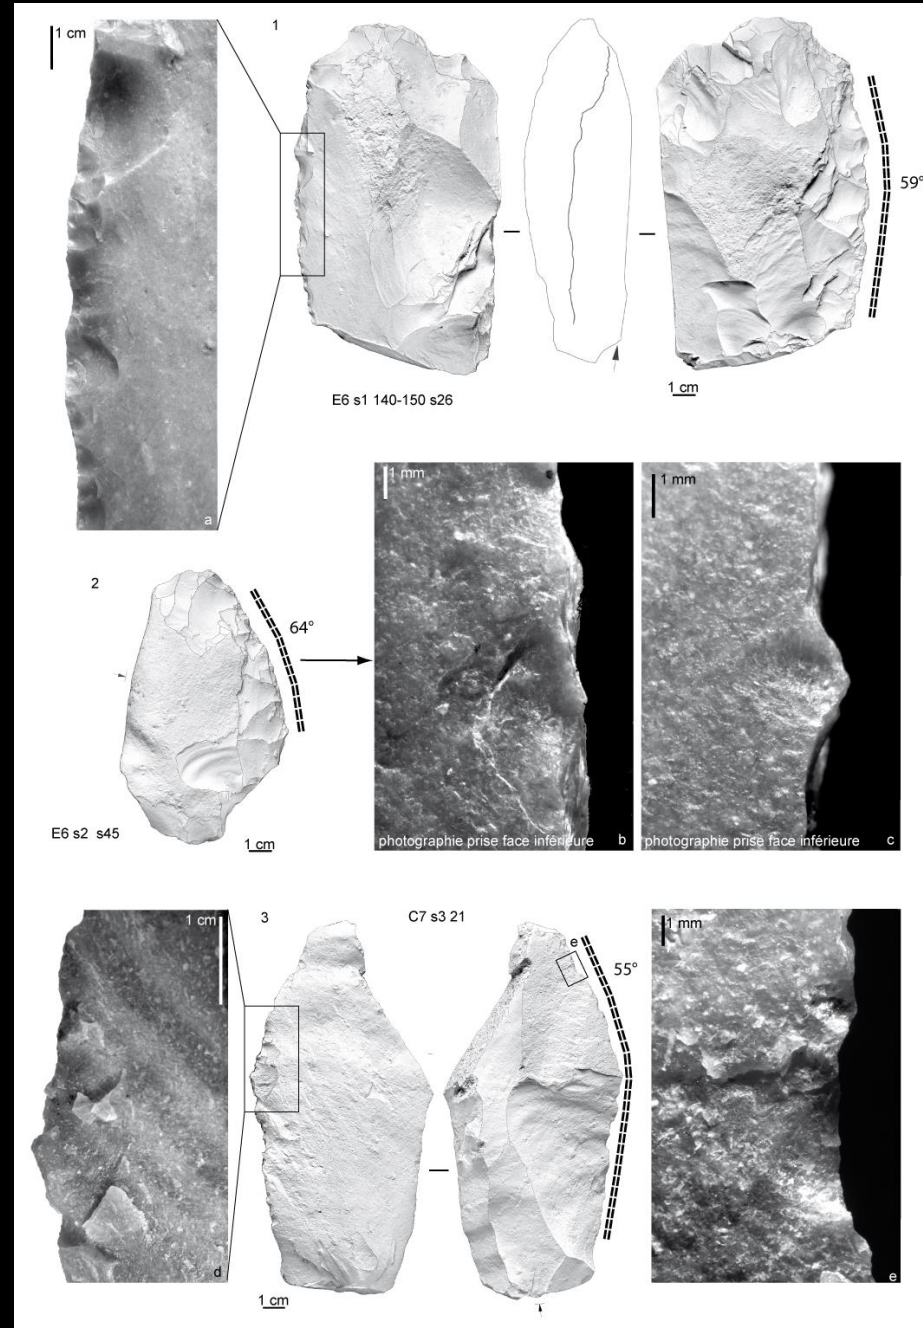 1 cm
1
59°
a
E6 s1 140-150 s26
1 cm
2
64°
E6 s2 s45
1 cm
1 mm
photographie prise face inférieure b
1 mm
photographie prise face inférieure c
3
C7 s3 21
1 cm
d
1 cm
e
55°
1 mm
e